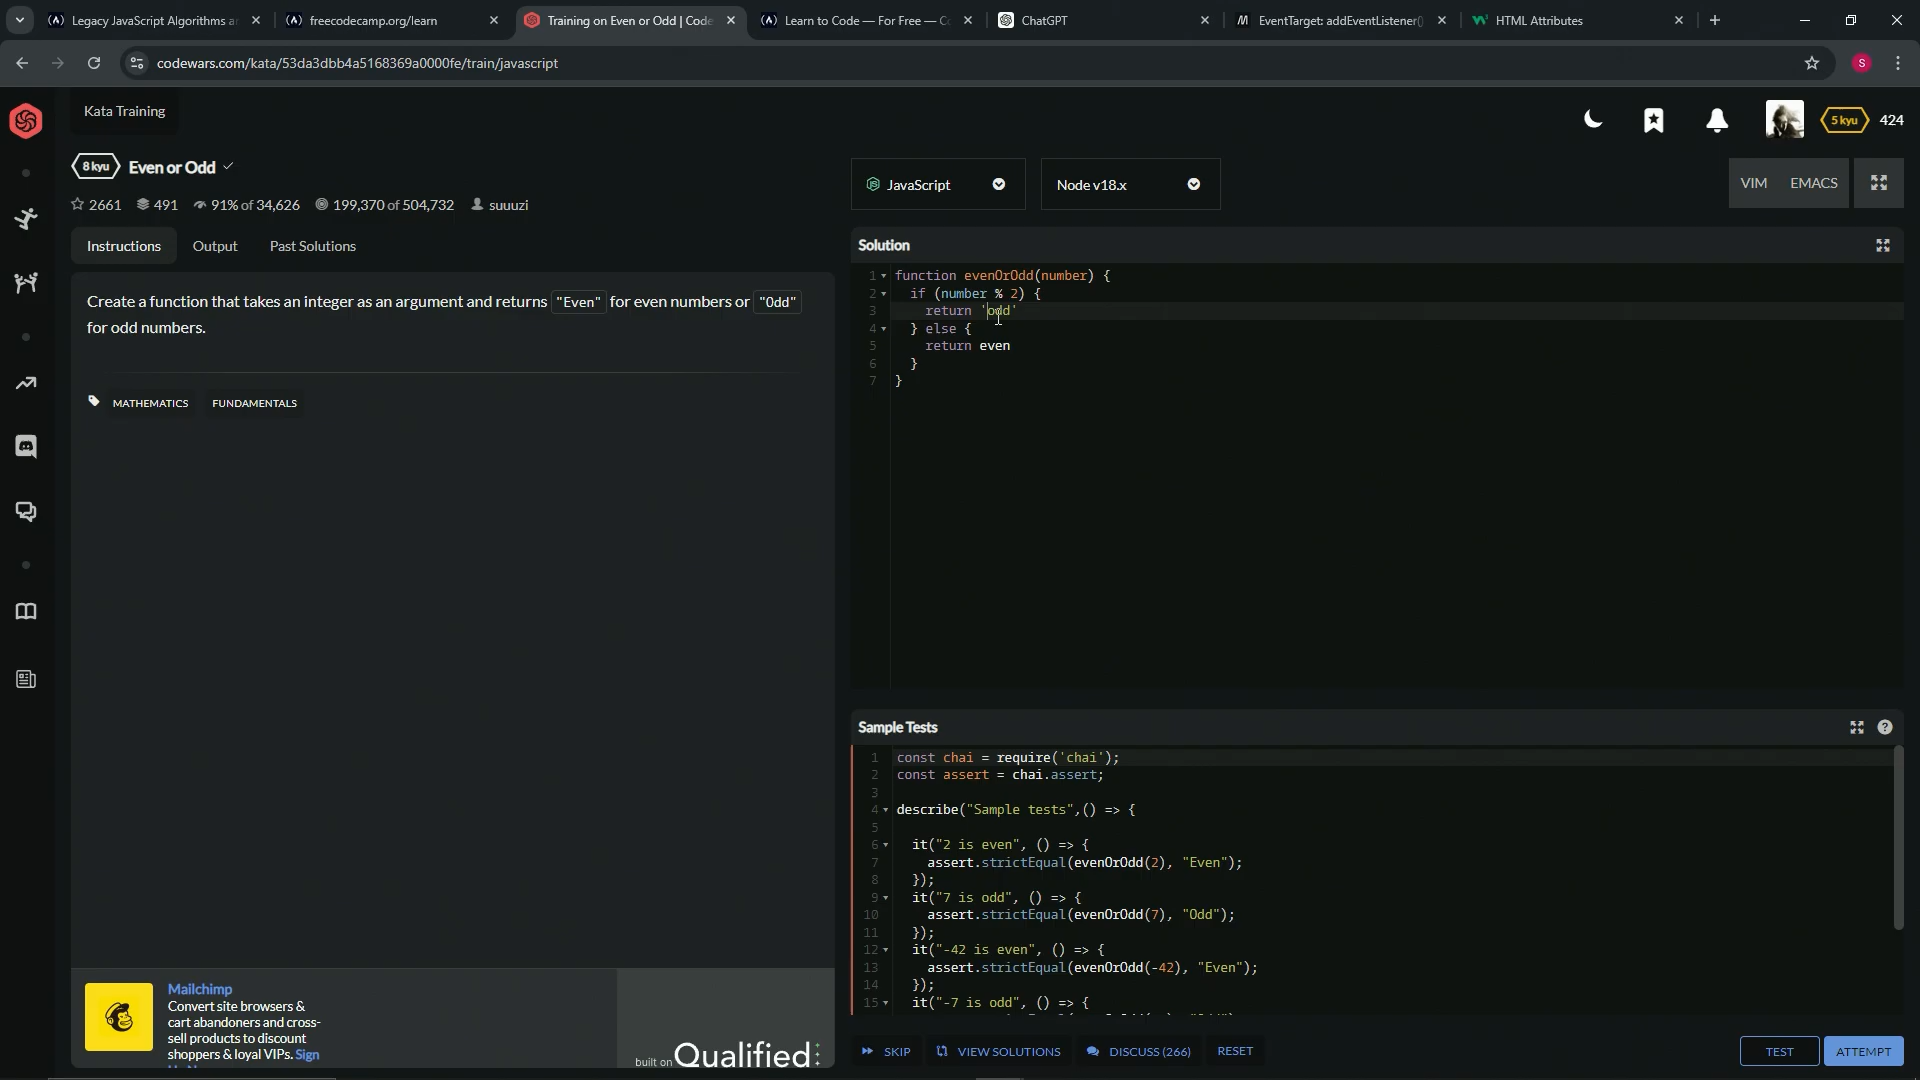 Legacy JavaScript Algorithms a
freecodecamp.org/learn
Training on Even or Odd | Code
Learn to Code — For Free — C
ChatGPT
EventTarget: addEventListener()
HTML Attributes
codewars.com/kata/53da3dbb4a5168369a0000fe/train/javascript
S
Kata Training
5 kyu
424
8 kyu
Even or Odd
2661
491
91% of 34,626
199,370 of 504,732
suuuzi
JavaScript
Node v18.x
VIM
EMACS
Instructions
Output
Past Solutions
Create a function that takes an integer as an argument and returns "Even" for even numbers or "Odd"
for odd numbers.
MATHEMATICS
FUNDAMENTALS
Solution
1 function evenOrOdd(number) {
2 if (number % 2) {
3 return 'odd'
4 } else {
5 return even
6 }
7 }
Sample Tests
1 const chai = require('chai');
2 const assert = chai.assert;
3
4 describe("Sample tests",() => {
5
6 it("2 is even", () => {
7 assert.strictEqual(evenOrOdd(2), "Even");
8 });
9 it("7 is odd", () => {
10 assert.strictEqual(evenOrOdd(7), "Odd");
11 });
12 it("-42 is even", () => {
13 assert.strictEqual(evenOrOdd(-42), "Even");
14 });
15 it("-7 is odd", () => {
Mailchimp
Convert site browsers &
cart abandoners and cross-
sell products to discount
shoppers & loyal VIPs. Sign
built on Qualified
SKIP
VIEW SOLUTIONS
DISCUSS (266)
RESET
TEST
ATTEMPT